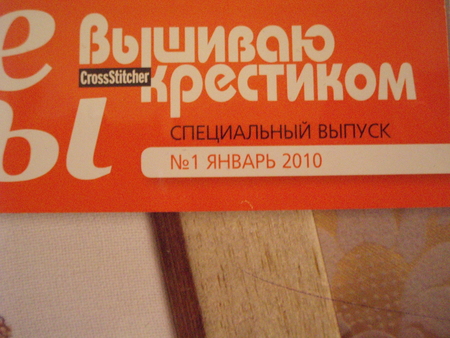 Вышиваю
CrossStitcher
крестиком
СПЕЦИАЛЬНЫЙ ВЫПУСК
№1 ЯНВАРЬ 2010
е
ы